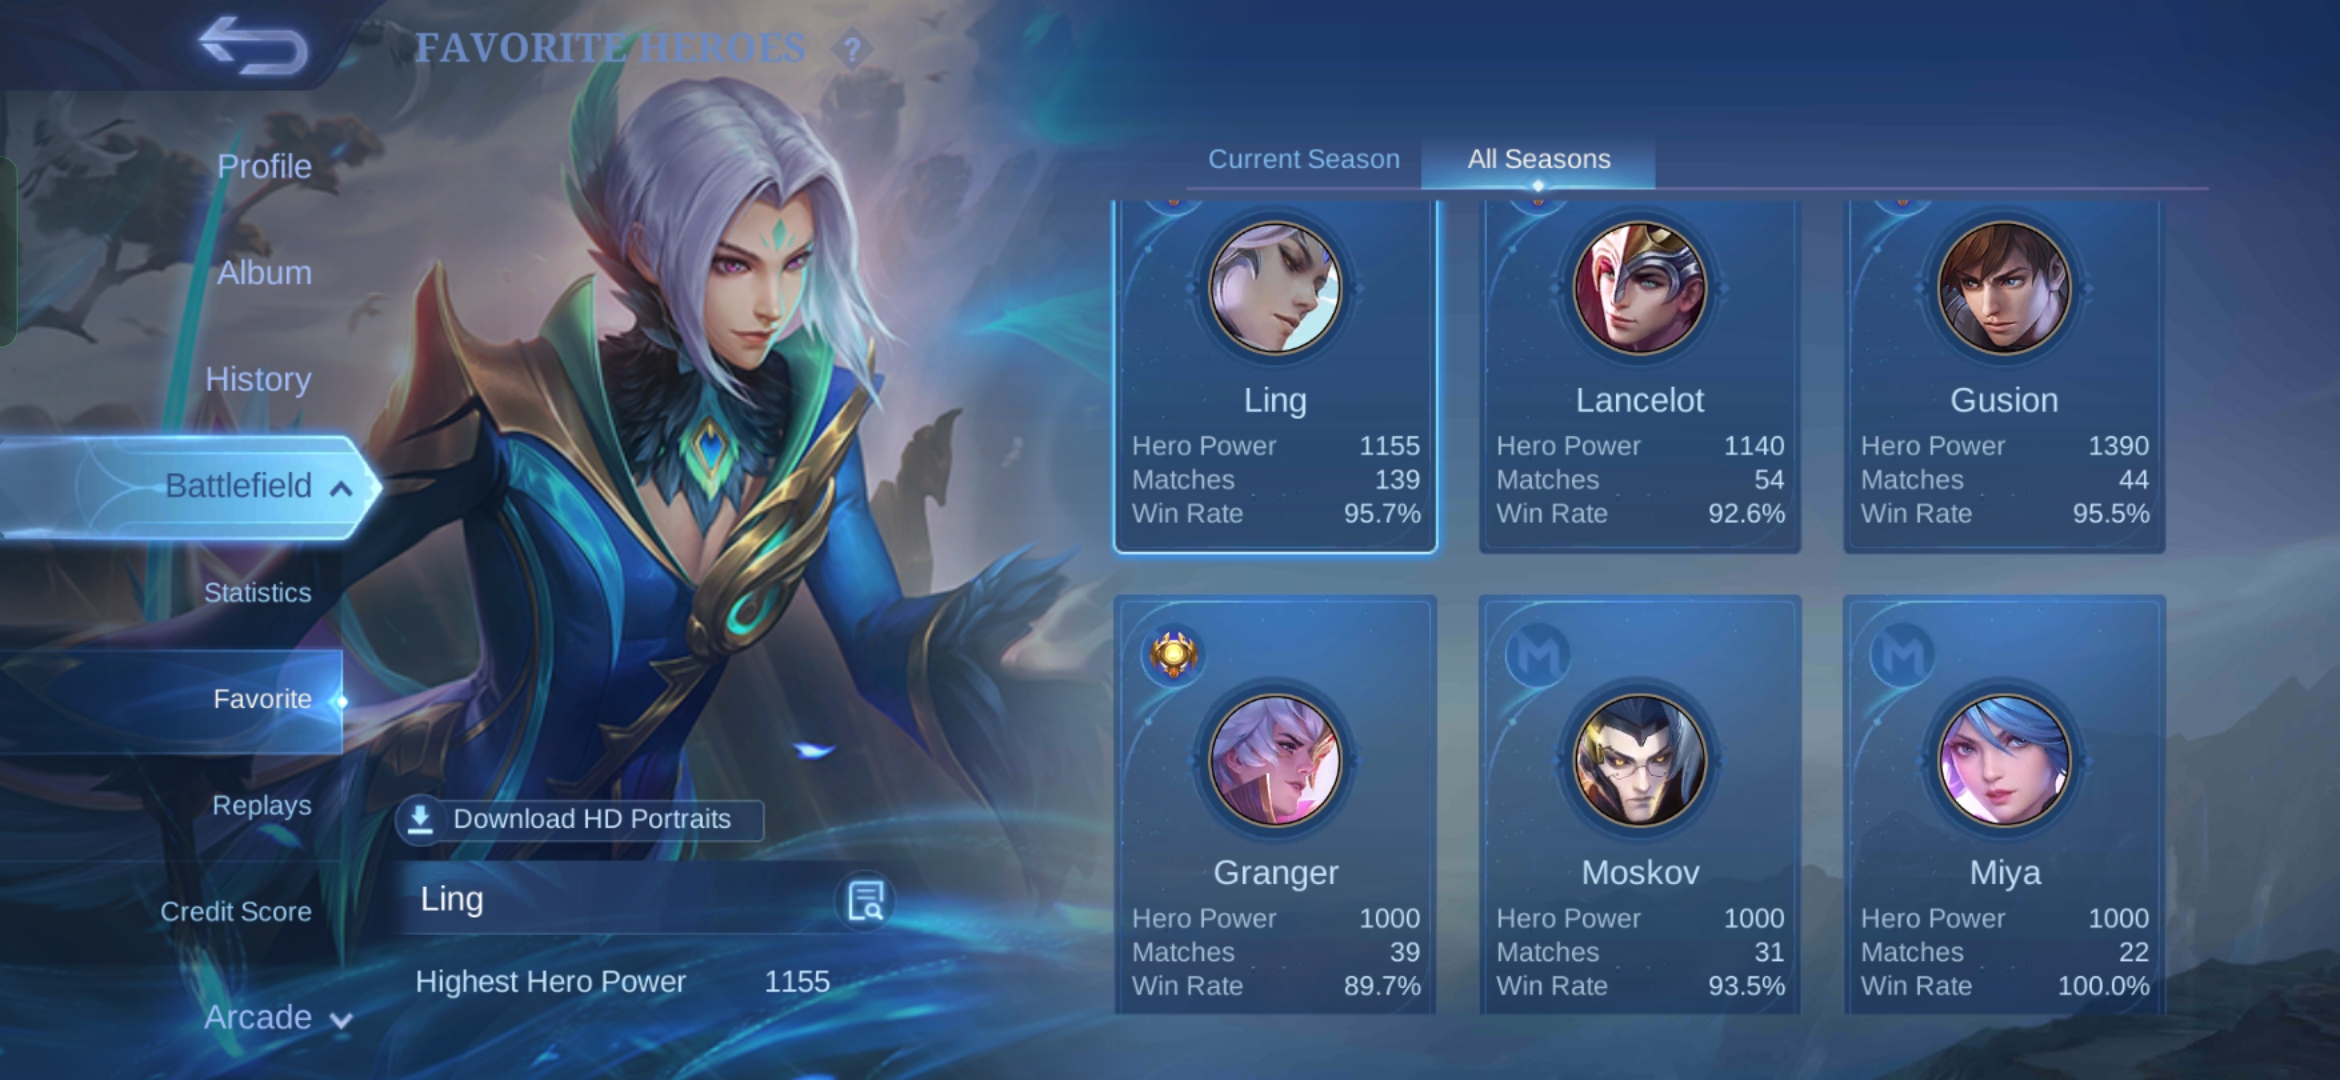 FAVORITE HEROES ?
Profile
Album
History
Battlefield
Statistics
Favorite
Replays
Credit Score
Arcade
Download HD Portraits
Ling
Highest Hero Power 1155
Current Season All Seasons
Ling
Hero Power 1155
Matches 139
Win Rate 95.7%
Lancelot
Hero Power 1140
Matches 54
Win Rate 92.6%
Gusion
Hero Power 1390
Matches 44
Win Rate 95.5%
Granger
Hero Power 1000
Matches 39
Win Rate 89.7%
M
Moskov
Hero Power 1000
Matches 31
Win Rate 93.5%
M
Miya
Hero Power 1000
Matches 22
Win Rate 100.0%